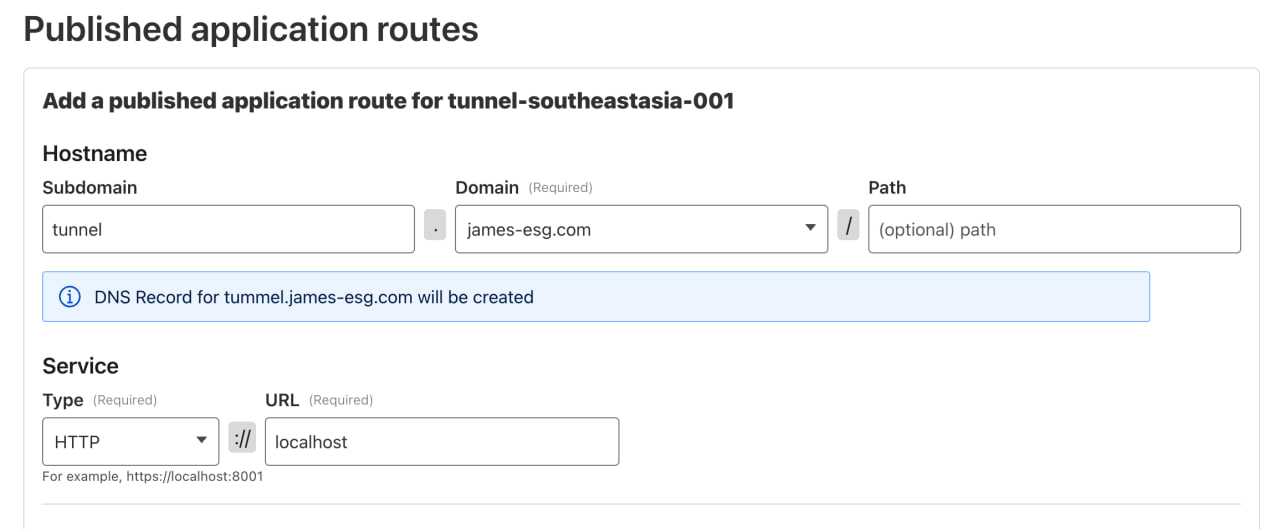 Published application routes
Add a published application route for tunnel-southeastasia-001
Hostname
Subdomain Domain (Required) Path
tunnel . james-esg.com / (optional) path
DNS Record for tummel.james-esg.com will be created
Service
Type (Required) URL (Required)
HTTP :// localhost
For example, https://localhost:8001